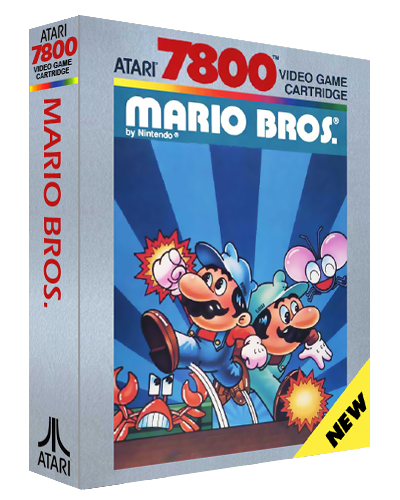 ATARI
7800
VIDEO GAME
CARTRIDGE
MARIO BROS.
ATARI
ATARI® 7800™ VIDEO GAME
CARTRIDGE
MARIO BROS.®
by Nintendo®
NEW